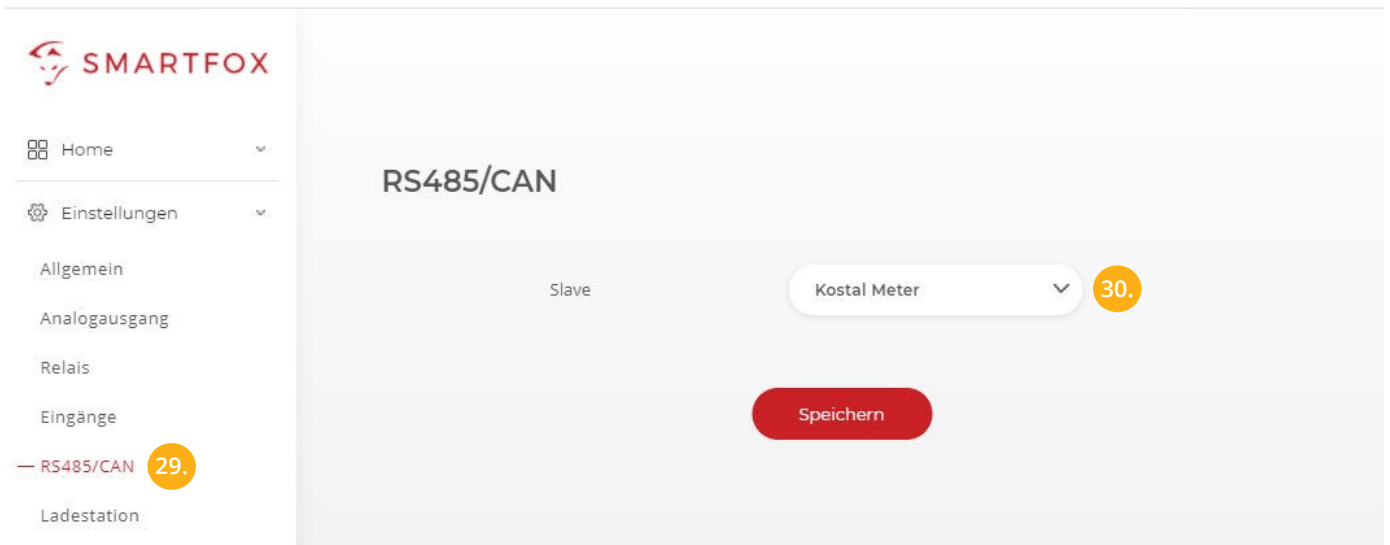 SMARTFOX
Home
Einstellungen
Allgemein
Analogausgang
Relais
Eingänge
RS485/CAN 29.
Ladestation
RS485/CAN
Slave Kostal Meter 30.
Speichern